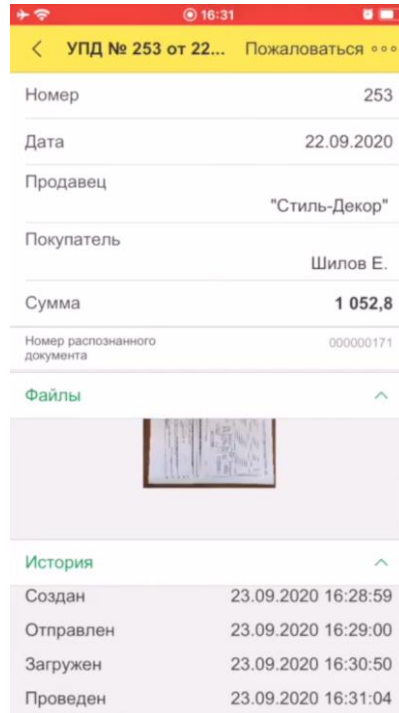 16:31
УПД № 253 от 22... Пожаловаться
Номер 253
Дата 22.09.2020
Продавец
"Стиль-Декор"
Покупатель
Шилов Е.
Сумма 1 052,8
Номер распознанного 000000171
документа
Файлы
История
Создан 23.09.2020 16:28:59
Отправлен 23.09.2020 16:29:00
Загружен 23.09.2020 16:30:50
Проведен 23.09.2020 16:31:04